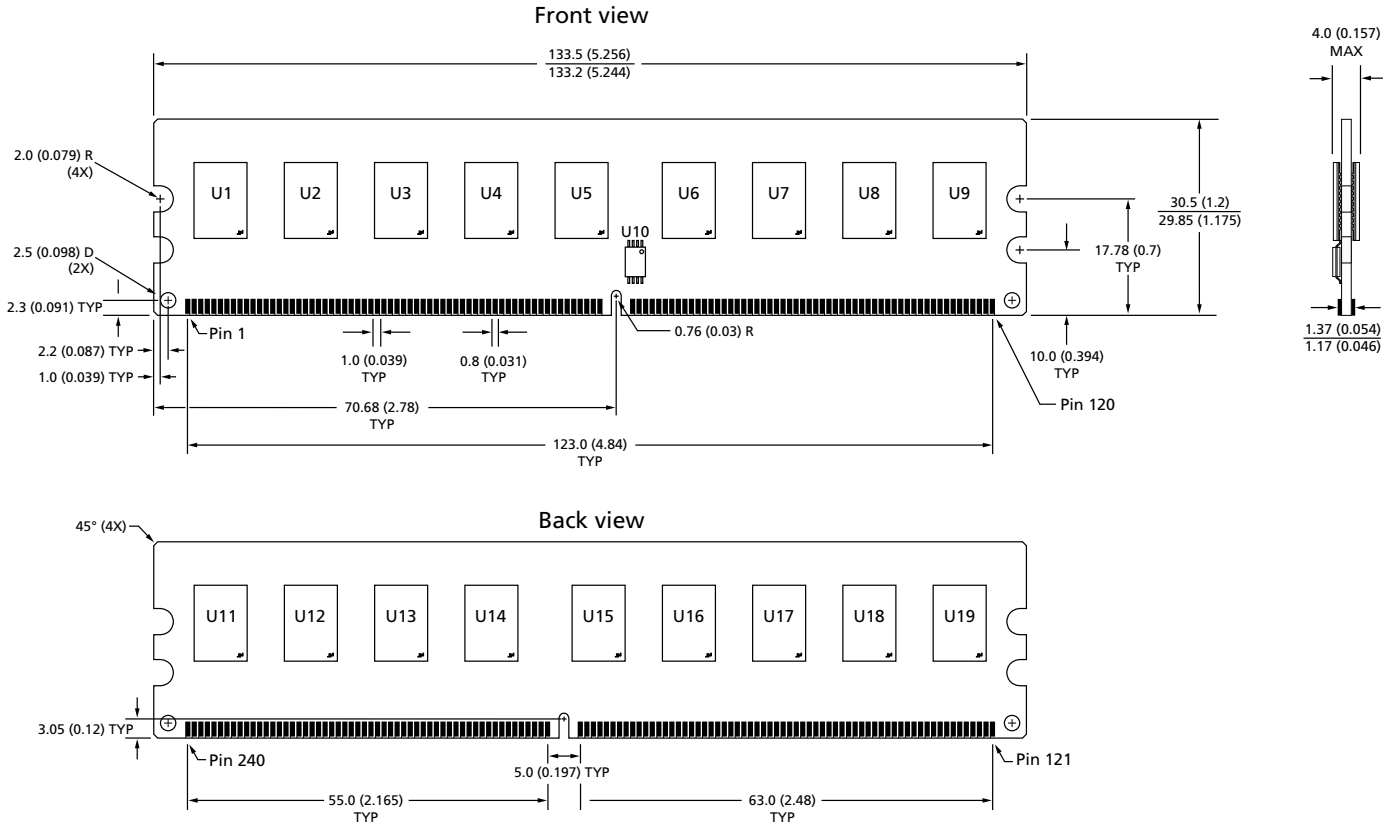 Front view
133.5 (5.256)
133.2 (5.244)
4.0 (0.157)
MAX
2.0 (0.079) R
(4X)
U1
U2
U3
U4
U5
U6
U7
U8
U9
U10
30.5 (1.2)
29.85 (1.175)
17.78 (0.7)
TYP
2.5 (0.098) D
(2X)
2.3 (0.091) TYP
Pin 1
0.76 (0.03) R
2.2 (0.087) TYP
1.0 (0.039)
TYP
0.8 (0.031)
TYP
10.0 (0.394)
TYP
1.37 (0.054)
1.17 (0.046)
1.0 (0.039) TYP
70.68 (2.78)
TYP
Pin 120
123.0 (4.84)
TYP
Back view
45° (4X)
U11
U12
U13
U14
U15
U16
U17
U18
U19
3.05 (0.12) TYP
Pin 240
5.0 (0.197) TYP
Pin 121
55.0 (2.165)
TYP
63.0 (2.48)
TYP